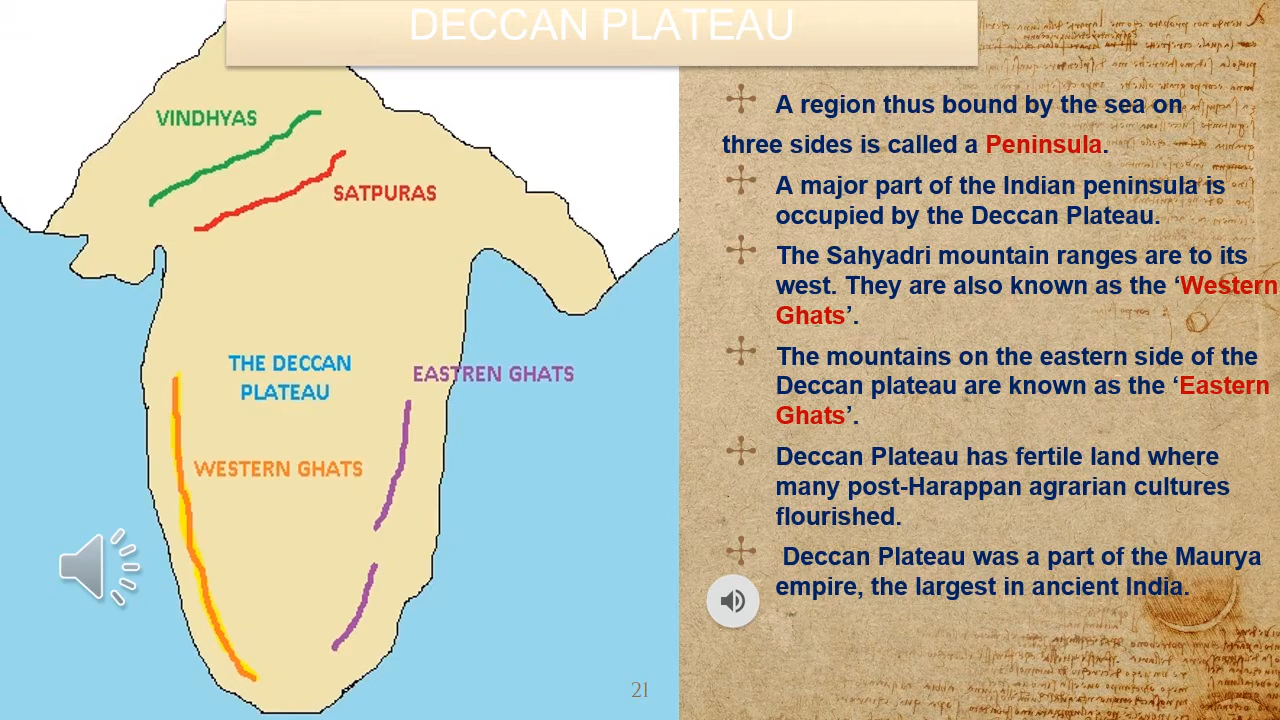 DECCAN PLATEAU
VINDHYAS
SATPURAS
THE DECCAN
PLATEAU
EASTREN GHATS
WESTERN GHATS
21
A region thus bound by the sea on
three sides is called a Peninsula.
A major part of the Indian peninsula is
occupied by the Deccan Plateau.
The Sahyadri mountain ranges are to its
west. They are also known as the ‘Western
Ghats’.
The mountains on the eastern side of the
Deccan plateau are known as the ‘Eastern
Ghats’.
Deccan Plateau has fertile land where
many post-Harappan agrarian cultures
flourished.
Deccan Plateau was a part of the Maurya
empire, the largest in ancient India.